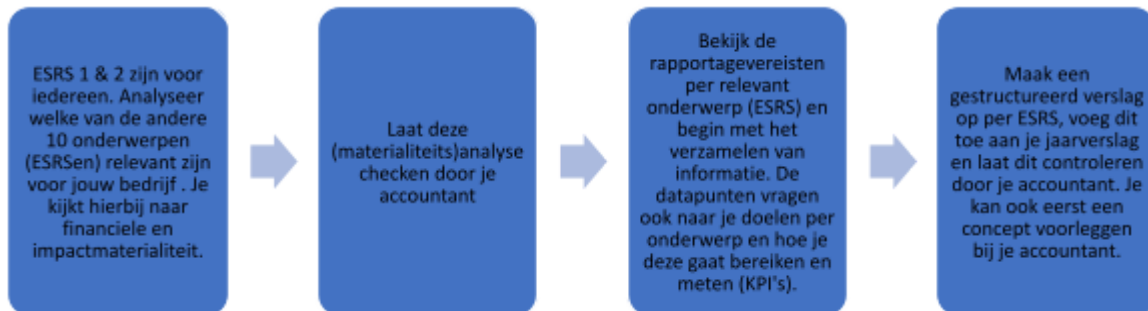 ESRS 1 & 2 zijn voor
iedereen. Analyseer
welke van de andere
10 onderwerpen
(ESRSen) relevant zijn
voor jouw bedrijf . Je
kijkt hierbij naar
financiele en
impactmaterialiteit.
Laat deze
(materialiteits)analyse
checken door je
accountant
Bekijk de
rapportagevereisten
per relevant
onderwerp (ESRS) en
begin met het
verzamelen van
informatie. De
datapunten vragen
ook naar je doelen per
onderwerp en hoe je
deze gaat bereiken en
meten (KPI's).
Maak een
gestructureerd verslag
op per ESRS, voeg dit
toe aan je jaarverslag
en laat dit controleren
door je accountant. Je
kan ook eerst een
concept voorleggen
bij je accountant.